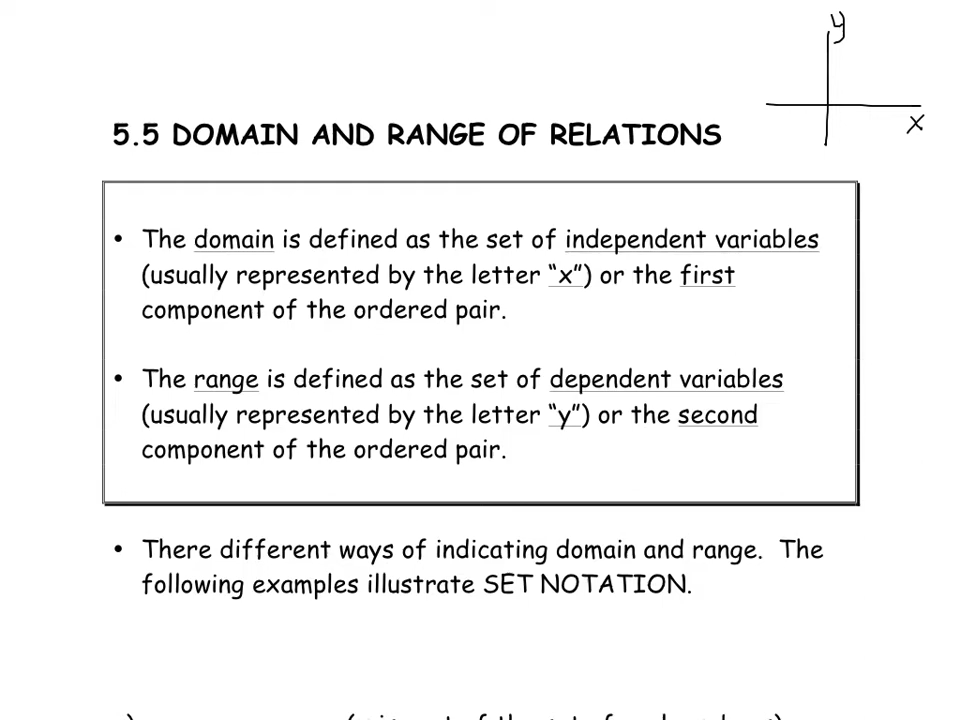 y
x
5.5 DOMAIN AND RANGE OF RELATIONS
• The domain is defined as the set of independent variables
(usually represented by the letter “x”) or the first
component of the ordered pair.
• The range is defined as the set of dependent variables
(usually represented by the letter “y”) or the second
component of the ordered pair.
• There different ways of indicating domain and range. The
following examples illustrate SET NOTATION.